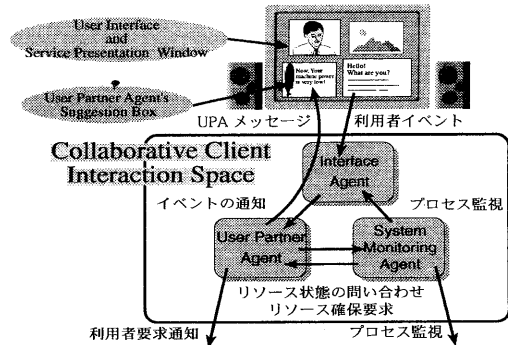 User Interface
and
Service Presentation Window
User Partner Agent's
Suggestion Box
Now, Your
machine power
is very low!
Hello!
What are you?
UPA メッセージ
利用者イベント
Collaborative Client
Interaction Space
Interface
Agent
イベントの通知
プロセス監視
User Partner
Agent
System
Monitoring
Agent
リソース状態の問い合わせ
リソース確保要求
利用者要求通知
プロセス監視